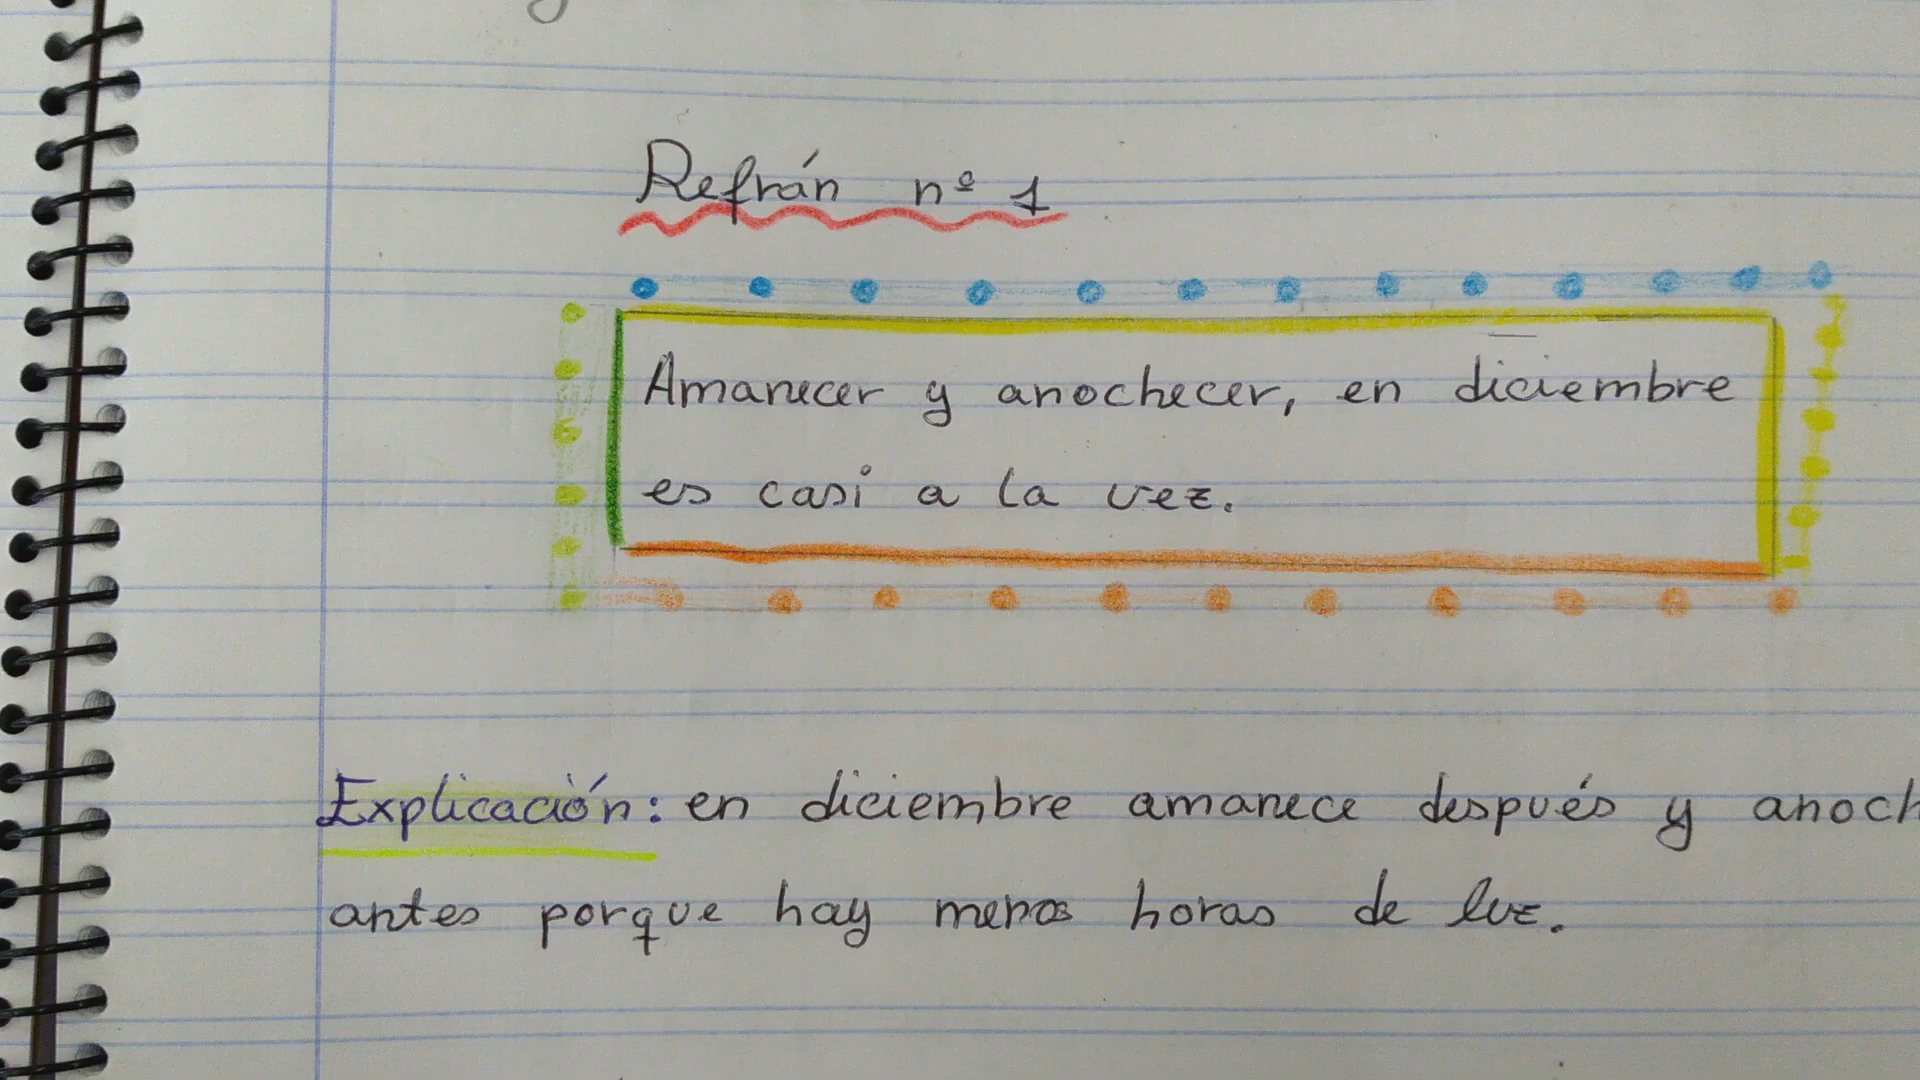 Refrán nº 1
Amanecer y anochecer, en diciembre
es casi a la vez.
Explicación: en diciembre amanece después y anoch
antes porque hay menos horas de luz.